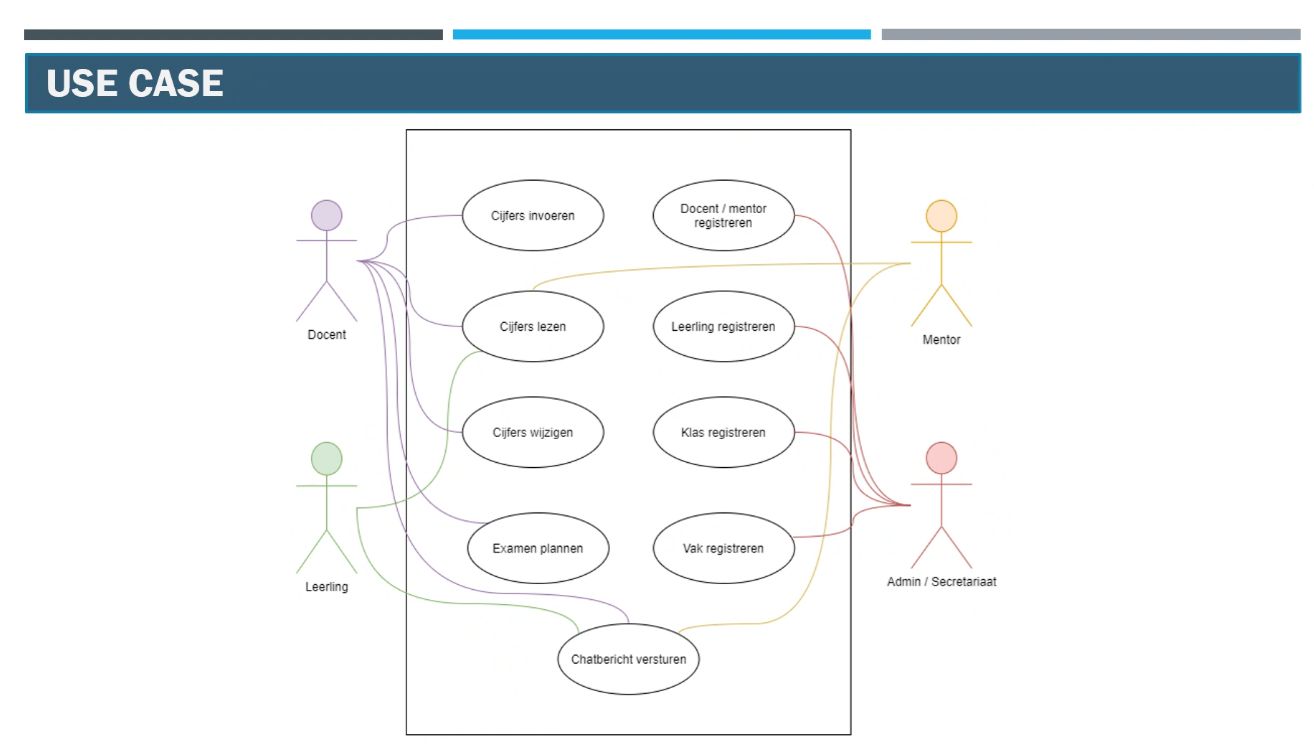 USE CASE
Cijfers invoeren
Docent / mentor
registreren
Docent
Cijfers lezen
Leerling registreren
Mentor
Cijfers wijzigen
Klas registreren
Examen plannen
Vak registreren
Leerling
Admin / Secretariaat
Chatbericht versturen